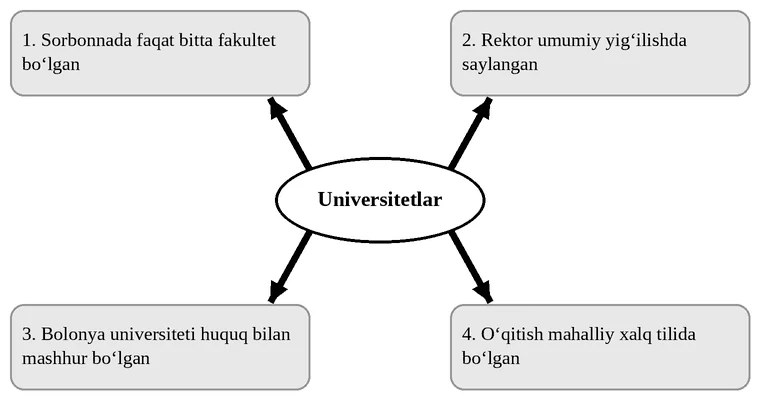 1. Sorbonnada faqat bitta fakultet
bo‘lgan
2. Rektor umumiy yig‘ilishda
saylangan
Universitetlar
3. Bolonya universiteti huquq bilan
mashhur bo‘lgan
4. O‘qitish mahalliy xalq tilida
bo‘lgan